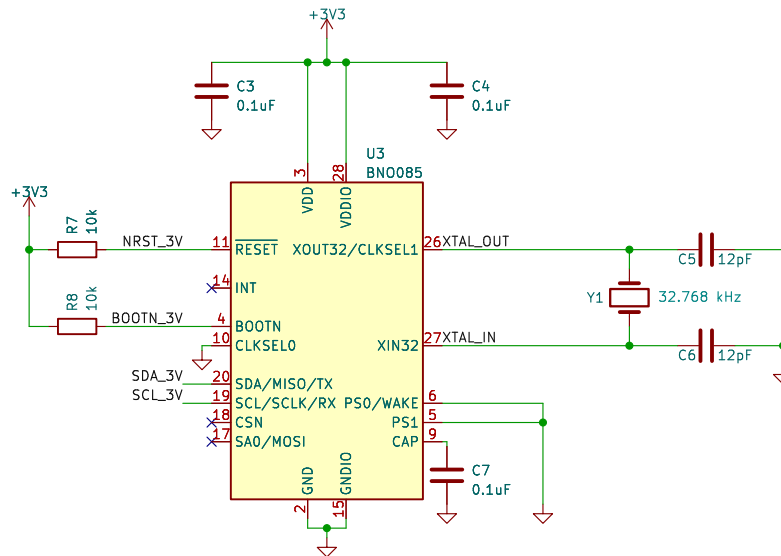 +3V3
C3
0.1uF
C4
0.1uF
U3
BNO085
3
VDD
28
VDDIO
+3V3
R7
10k
NRST_3V
11
RESET
XOUT32/CLKSEL1
26
XTAL_OUT
C5
12pF
14
INT
Y1
32.768 kHz
R8
10k
BOOTN_3V
4
BOOTN
10
CLKSEL0
XIN32
27
XTAL_IN
C6
12pF
SDA_3V
20
SDA/MISO/TX
SCL_3V
19
SCL/SCLK/RX
PS0/WAKE
6
18
CSN
PS1
5
17
SA0/MOSI
CAP
9
C7
0.1uF
GND
2
GNDIO
15